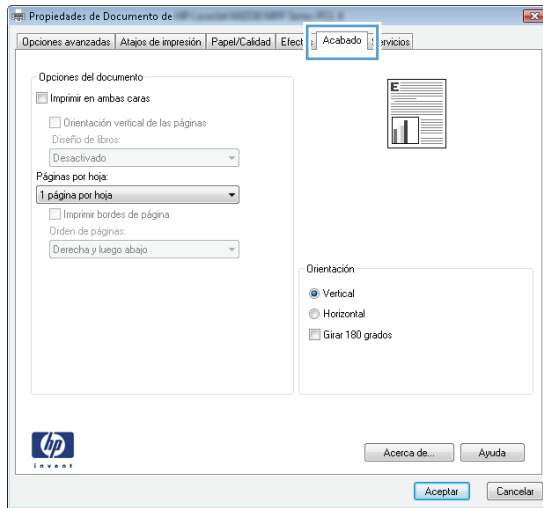 Propiedades de Documento de
Opciones avanzadas Atajos de impresión Papel/Calidad Efect Acabado rvicios
Opciones del documento
Imprimir en ambas caras
Orientación vertical de las páginas
Diseño de libros:
Desactivado
Páginas por hoja:
1 página por hoja
Imprimir bordes de página
Orden de páginas:
Derecha y luego abajo
E
Orientación
Vertical
Horizontal
Girar 180 grados
hp
invent
Acerca de... Ayuda
Aceptar Cancelar